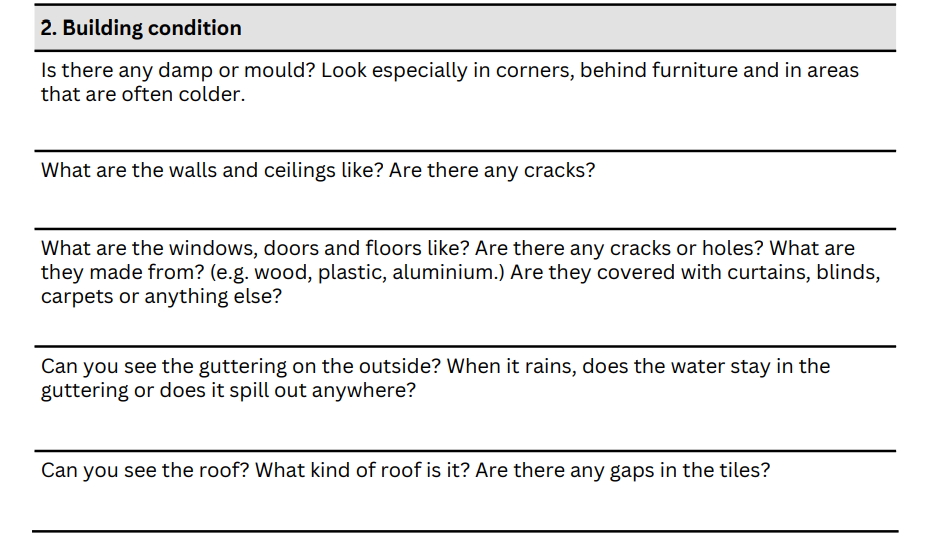 2. Building condition
Is there any damp or mould? Look especially in corners, behind furniture and in areas
that are often colder.
What are the walls and ceilings like? Are there any cracks?
What are the windows, doors and floors like? Are there any cracks or holes? What are
they made from? (e.g. wood, plastic, aluminium.) Are they covered with curtains, blinds,
carpets or anything else?
Can you see the guttering on the outside? When it rains, does the water stay in the
guttering or does it spill out anywhere?
Can you see the roof? What kind of roof is it? Are there any gaps in the tiles?